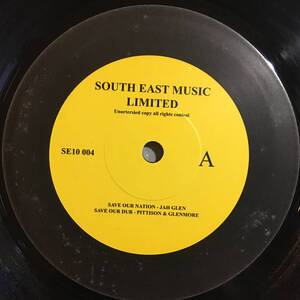 SOUTH EAST MUSIC
LIMITED
Unortorsied copy all rights control
SE10 004
A
SAVE OUR NATION - JAH GLEN
SAVE OUR DUB - PITTISON & GLENMORE